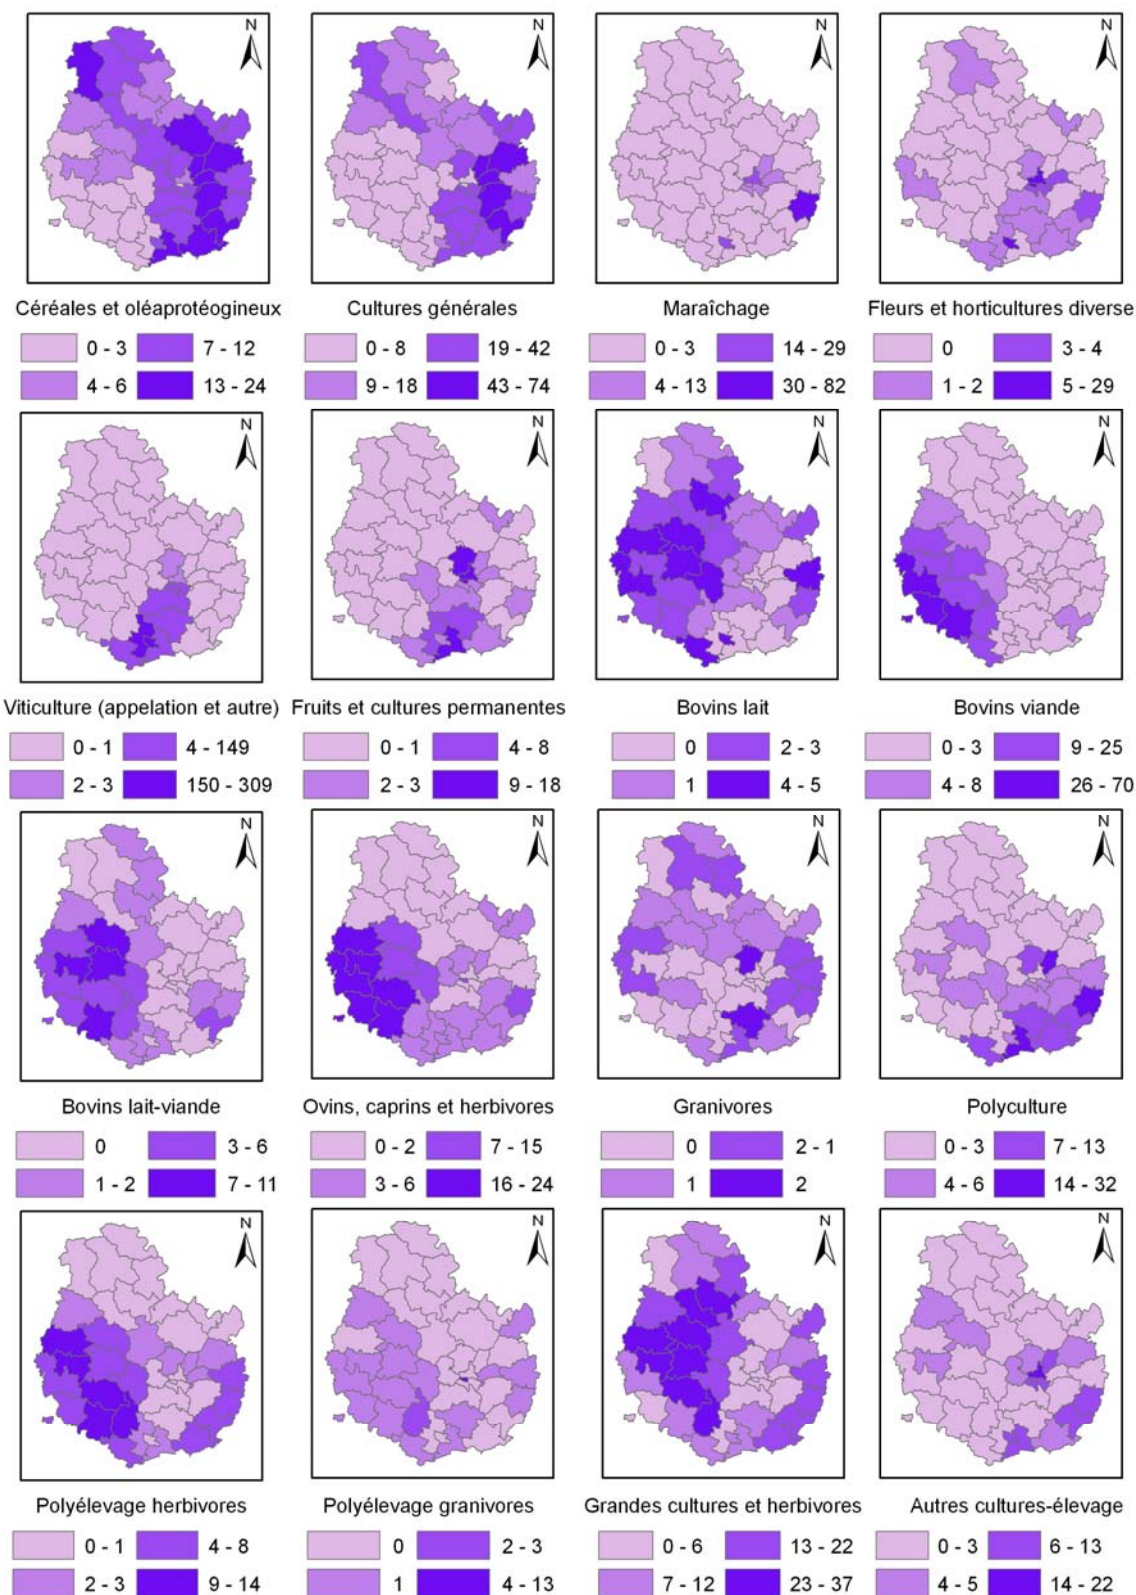 N N N N
Céréales et oléaprotéogineux Cultures générales Maraîchage Fleurs et horticultures diverse
0 - 3 7 - 12 0 - 8 19 - 42 0 - 3 14 - 29 0 3 - 4
4 - 6 13 - 24 9 - 18 43 - 74 4 - 13 30 - 82 1 - 2 5 - 29
N N N N
Viticulture (appelation et autre) Fruits et cultures permanentes Bovins lait Bovins viande
0 - 1 4 - 149 0 - 1 4 - 8 0 2 - 3 0 - 3 9 - 25
2 - 3 150 - 309 2 - 3 9 - 18 1 4 - 5 4 - 8 26 - 70
N N N N
Bovins lait-viande Ovins, caprins et herbivores Granivores Polyculture
0 3 - 6 0 - 2 7 - 15 0 2 - 1 0 - 3 7 - 13
1 - 2 7 - 11 3 - 6 16 - 24 1 2 4 - 6 14 - 32
N N N N
Polyélevage herbivores Polyélevage granivores Grandes cultures et herbivores Autres cultures-élevage
0 - 1 4 - 8 0 2 - 3 0 - 6 13 - 22 0 - 3 6 - 13
2 - 3 9 - 14 1 4 - 13 7 - 12 23 - 37 4 - 5 14 - 22